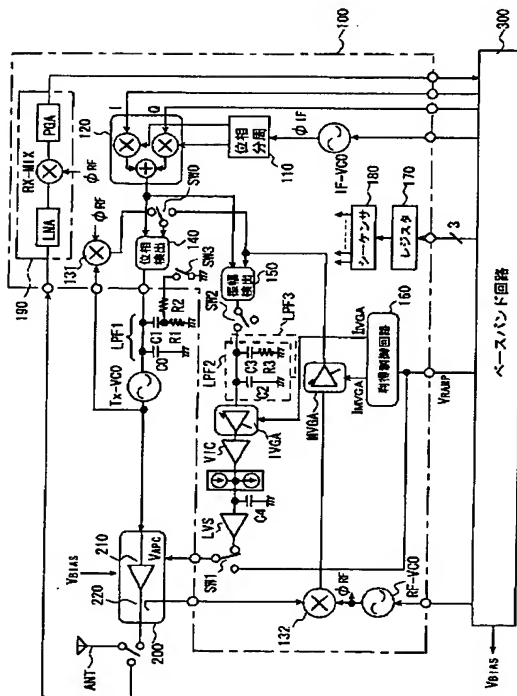 100
300
RX-MIX
LNA
PGA
φRF
190
φRF
131
120
I
Q
SW0
位相検出
140
位相分周
110
φIF
IF-VCO
SW3
R2
LPF1
C0
C1
R1
Tx-VCO
振幅検出
150
SW2
LPF3
LPF2
C3
R3
C2
シーケンサ
180
レジスタ
170
3
IVGA
VIC
C4
LVS
SW1
MVGA
IIVGA
IMVGA
利得制御回路
160
VRAMP
VBIAS
210
220
VAPC
200
ANT
132
φRF
RF-VCO
ベースバンド回路
VBIAS